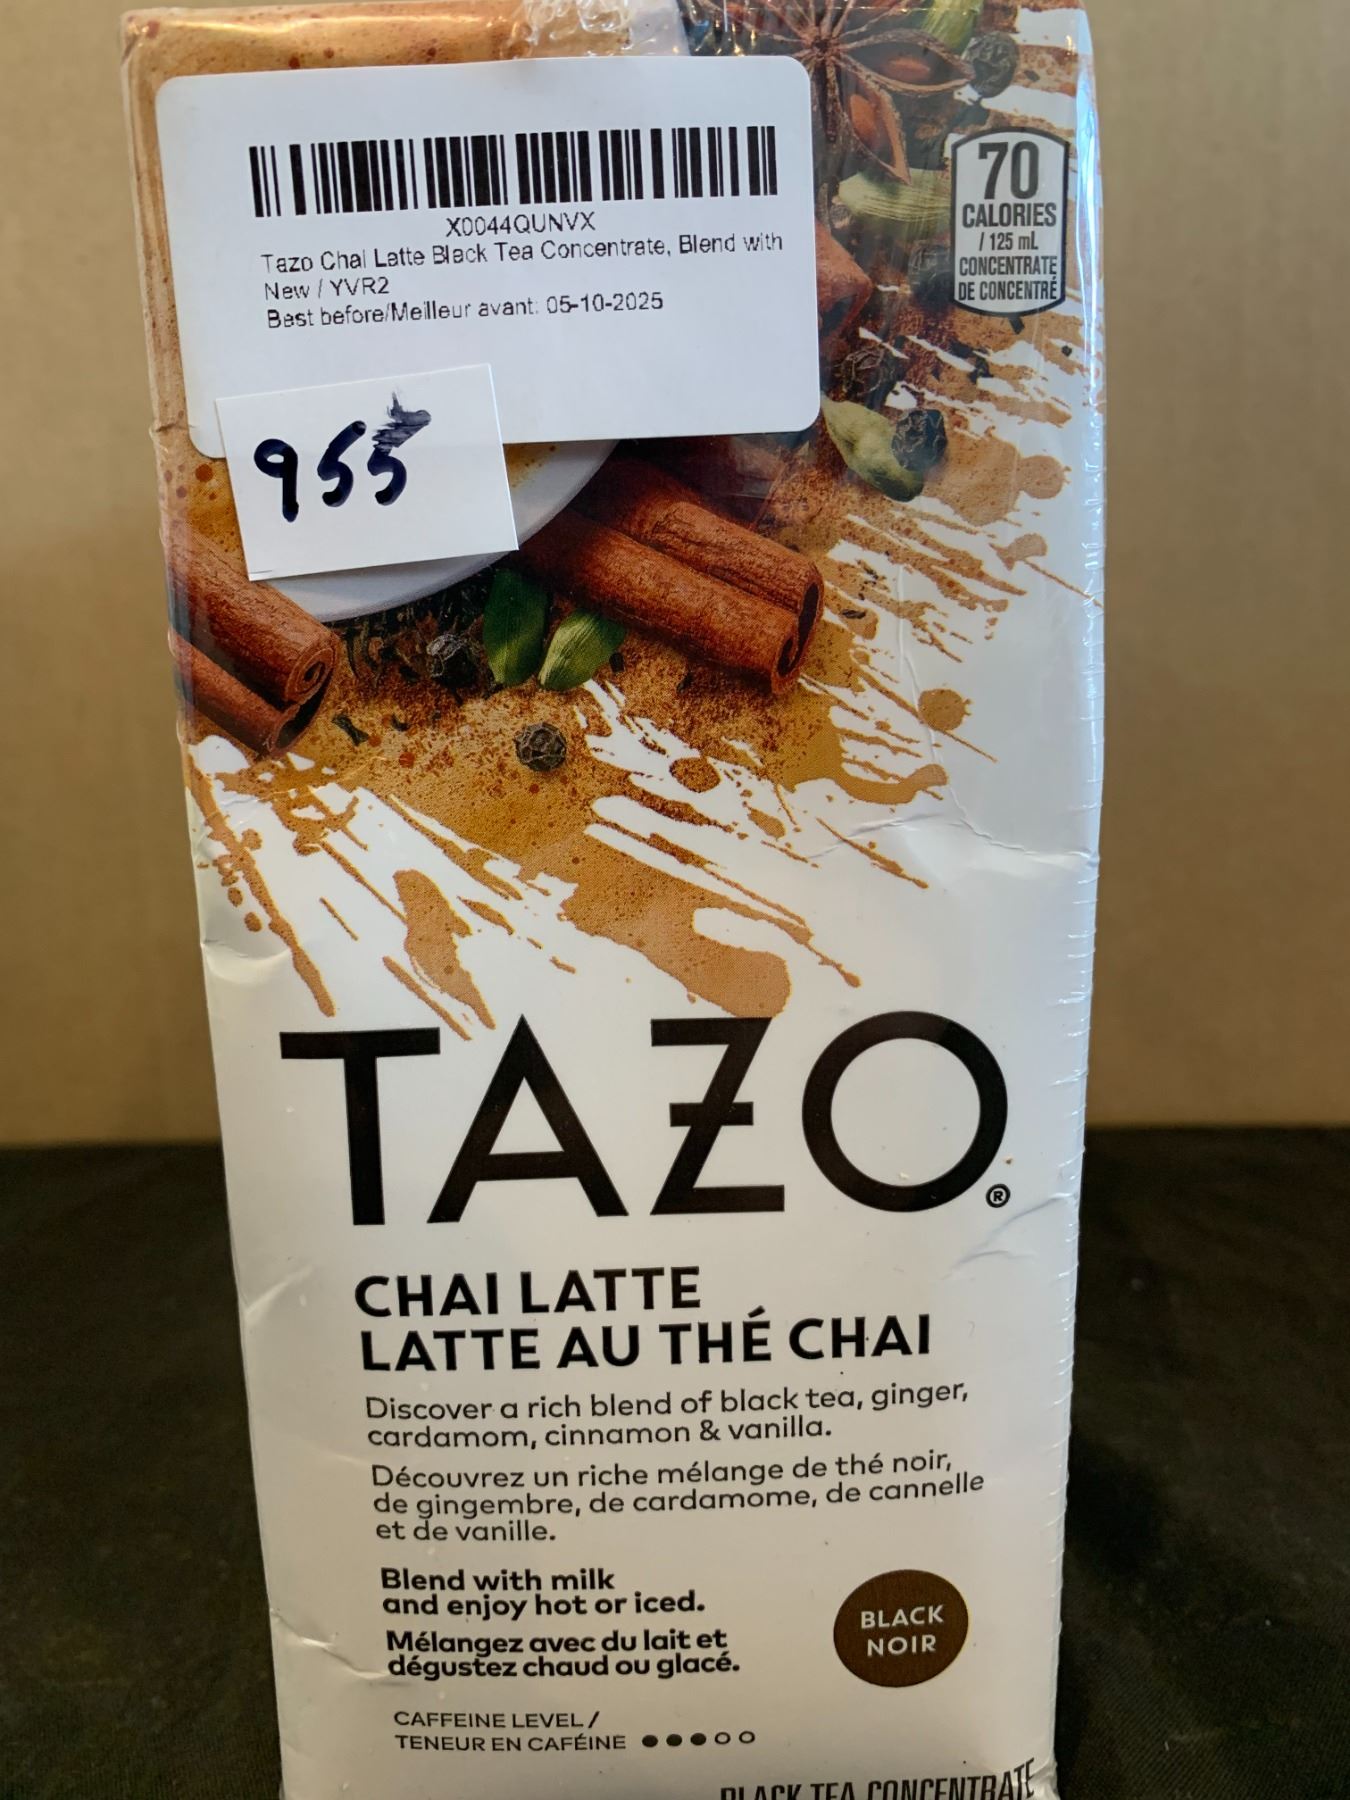 X0044QUNVX
Tazo Chai Latte Black Tea Concentrate, Blend with
New / YVR2
Best before/Meilleur avant: 05-10-2025
955
70
CALORIES
/ 125 mL
CONCENTRATE
DE CONCENTRÉ
TAZO®
CHAI LATTE
LATTE AU THÉ CHAI
Discover a rich blend of black tea, ginger,
cardamom, cinnamon & vanilla.
Découvrez un riche mélange de thé noir,
de gingembre, de cardamome, de cannelle
et de vanille.
Blend with milk
and enjoy hot or iced.
Mélangez avec du lait et
dégustez chaud ou glacé.
BLACK
NOIR
CAFFEINE LEVEL /
TENEUR EN CAFÉINE
BLACK TEA CONCENTRATE